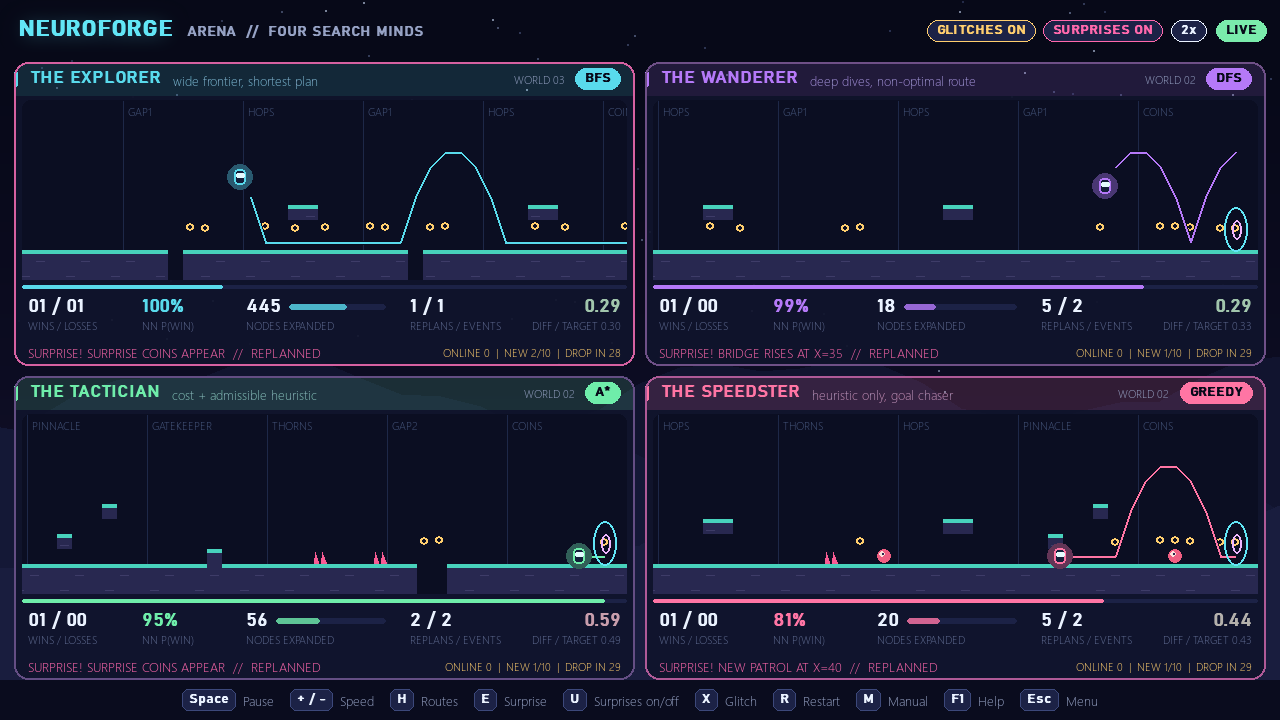 NEUROFORGE ARENA // FOUR SEARCH MINDS GLITCHES ON SURPRISES ON 2x LIVE
THE EXPLORER wide frontier, shortest plan WORLD 03 BFS
GAP1 HOPS GAP1 HOPS COI
01 / 01 100% 445 1 / 1 0.29
WINS / LOSSES NN P(WIN) NODES EXPANDED REPLANS / EVENTS DIFF / TARGET 0.30
SURPRISE! SURPRISE COINS APPEAR // REPLANNED ONLINE 0 | NEW 2/10 | DROP IN 28
THE WANDERER deep dives, non-optimal route WORLD 02 DFS
HOPS GAP1 HOPS GAP1 COINS
01 / 00 99% 18 5 / 2 0.29
WINS / LOSSES NN P(WIN) NODES EXPANDED REPLANS / EVENTS DIFF / TARGET 0.33
SURPRISE! BRIDGE RISES AT X=35 // REPLANNED ONLINE 0 | NEW 1/10 | DROP IN 29
THE TACTICIAN cost + admissible heuristic WORLD 02 A*
PINNACLE GATEKEEPER THORNS GAP2 COINS
01 / 00 95% 56 2 / 2 0.59
WINS / LOSSES NN P(WIN) NODES EXPANDED REPLANS / EVENTS DIFF / TARGET 0.49
SURPRISE! SURPRISE COINS APPEAR // REPLANNED ONLINE 0 | NEW 1/10 | DROP IN 29
THE SPEEDSTER heuristic only, goal chaser WORLD 02 GREEDY
HOPS THORNS HOPS PINNACLE COINS
01 / 00 81% 20 5 / 2 0.44
WINS / LOSSES NN P(WIN) NODES EXPANDED REPLANS / EVENTS DIFF / TARGET 0.43
SURPRISE! NEW PATROL AT X=40 // REPLANNED ONLINE 0 | NEW 1/10 | DROP IN 29
Space Pause + / - Speed H Routes E Surprise U Surprises on/off X Glitch R Restart M Manual F1 Help Esc Menu